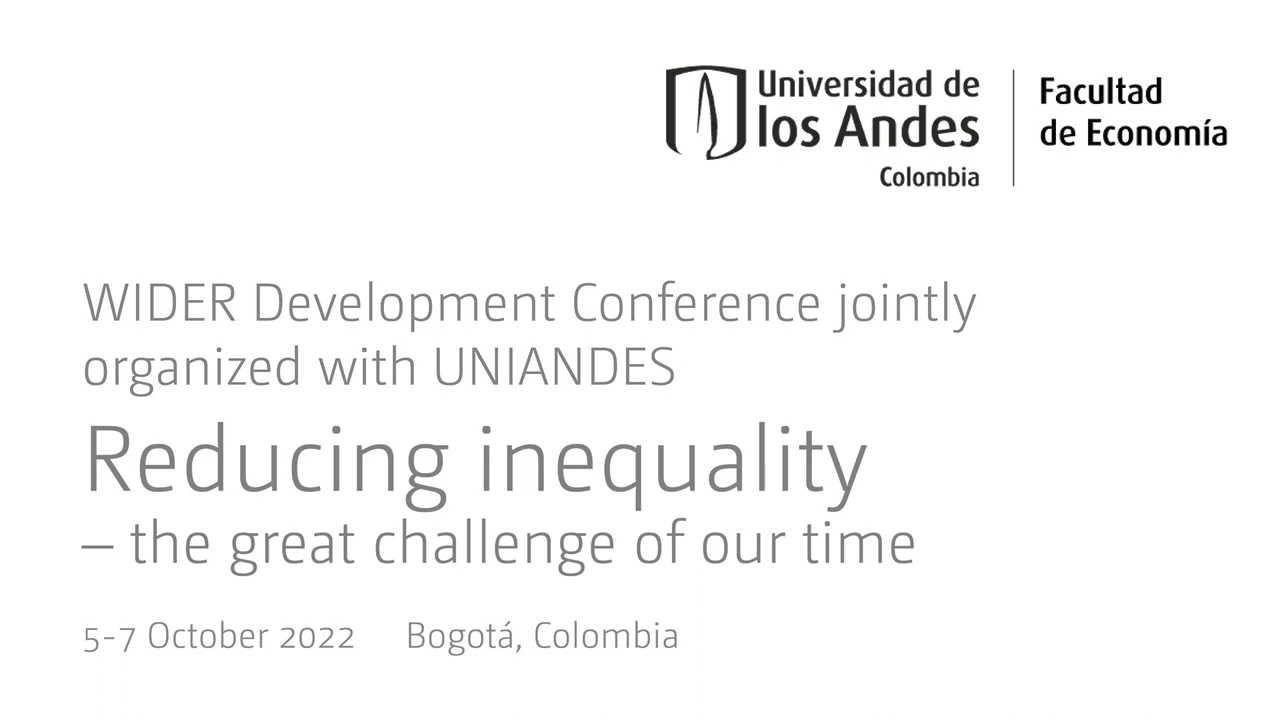 Universidad de
los Andes
Colombia
Facultad
de Economía
WIDER Development Conference jointly
organized with UNIANDES
Reducing inequality
– the great challenge of our time
5-7 October 2022 Bogotá, Colombia